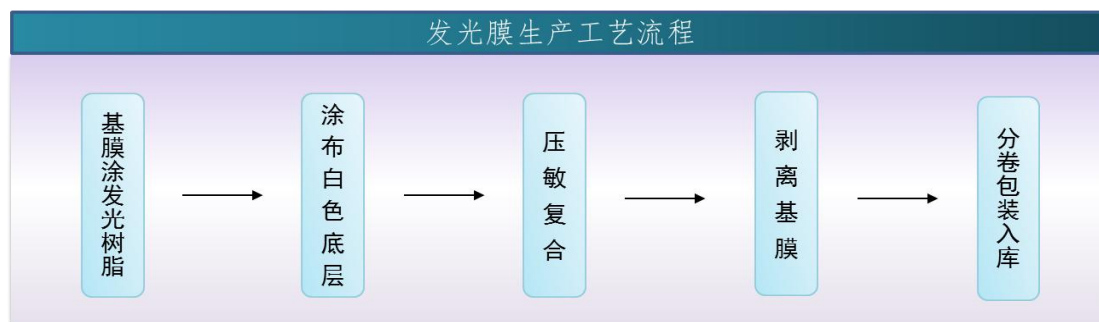 发光膜生产工艺流程
基膜涂发光树脂
涂布白色底层
压敏复合
剥离基膜
分卷包装入库